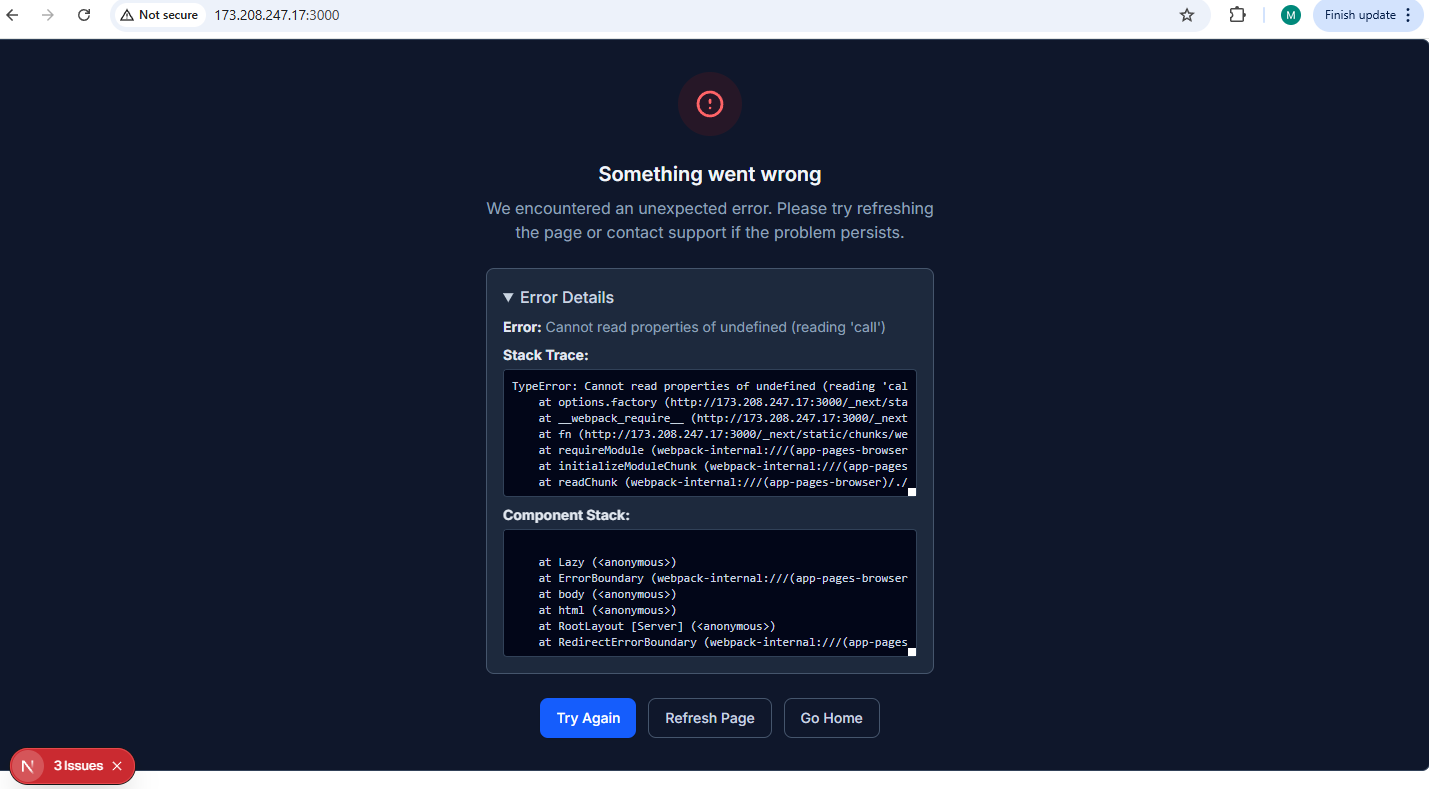 Not secure 173.208.247.17:3000 M Finish update
Something went wrong
We encountered an unexpected error. Please try refreshing
the page or contact support if the problem persists.
▼ Error Details
Error: Cannot read properties of undefined (reading 'call')
Stack Trace:
TypeError: Cannot read properties of undefined (reading 'cal
at options.factory (http://173.208.247.17:3000/_next/sta
at __webpack_require__ (http://173.208.247.17:3000/_next
at fn (http://173.208.247.17:3000/_next/static/chunks/we
at requireModule (webpack-internal:///(app-pages-browser
at initializeModuleChunk (webpack-internal:///(app-pages
at readChunk (webpack-internal:///(app-pages-browser)/./
Component Stack:
at Lazy (<anonymous>)
at ErrorBoundary (webpack-internal:///(app-pages-browser
at body (<anonymous>)
at html (<anonymous>)
at RootLayout [Server] (<anonymous>)
at RedirectErrorBoundary (webpack-internal:///(app-pages
Try Again Refresh Page Go Home
N 3 Issues